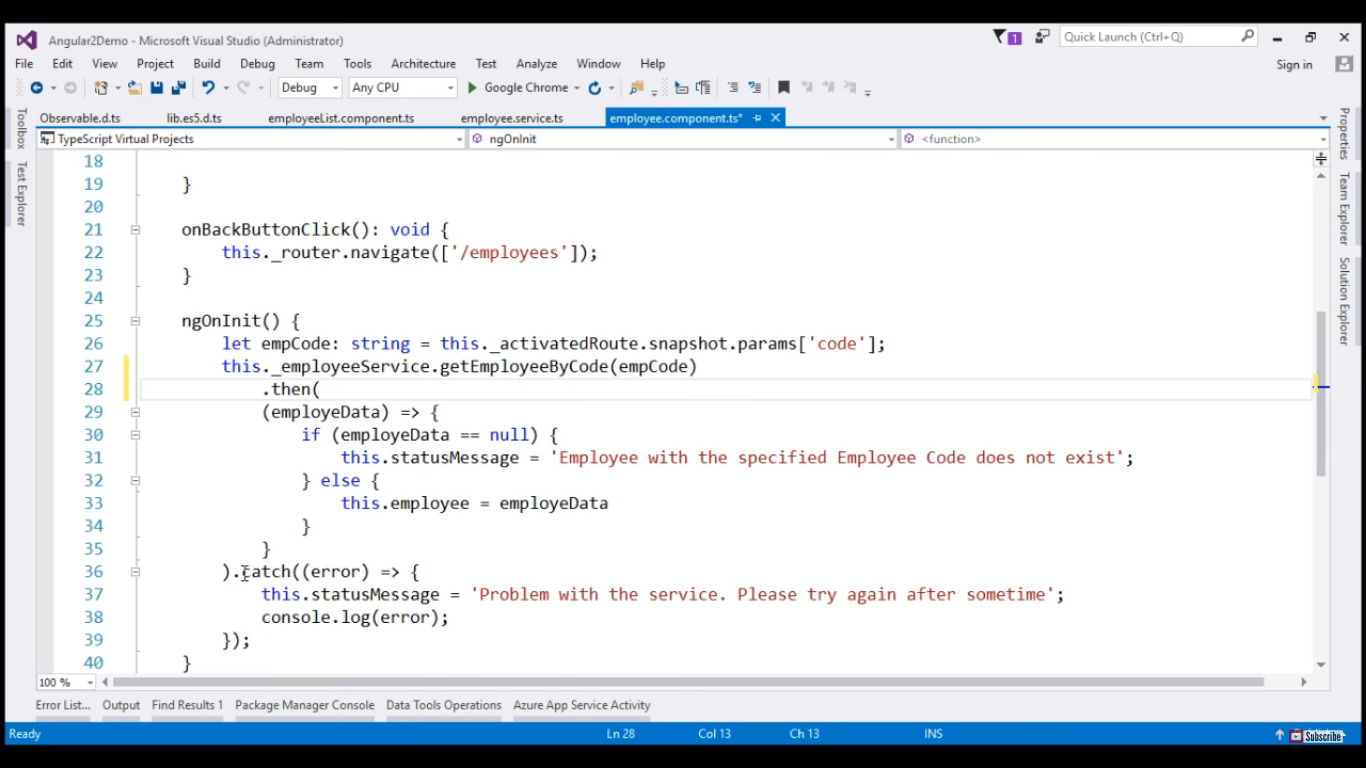 Angular2Demo - Microsoft Visual Studio (Administrator)
1
Quick Launch (Ctrl+Q)
File Edit View Project Build Debug Team Tools Architecture Test Analyze Window Help
Sign in
Debug Any CPU Google Chrome
Toolbox
Test Explorer
Observable.d.ts lib.es5.d.ts employeeList.component.ts employee.service.ts employee.component.ts*
TypeScript Virtual Projects ngOnInit <function>
18
19 }
20
21 onBackButtonClick(): void {
22 this._router.navigate(['/employees']);
23 }
24
25 ngOnInit() {
26 let empCode: string = this._activatedRoute.snapshot.params['code'];
27 this._employeeService.getEmployeeByCode(empCode)
28 .then(
29 (employeData) => {
30 if (employeData == null) {
31 this.statusMessage = 'Employee with the specified Employee Code does not exist';
32 } else {
33 this.employee = employeData
34 }
35 }
36 ).catch((error) => {
37 this.statusMessage = 'Problem with the service. Please try again after sometime';
38 console.log(error);
39 });
40 }
Properties
Team Explorer
Solution Explorer
100 %
Error List... Output Find Results 1 Package Manager Console Data Tools Operations Azure App Service Activity
Ready Ln 28 Col 13 Ch 13 INS
Subscribe